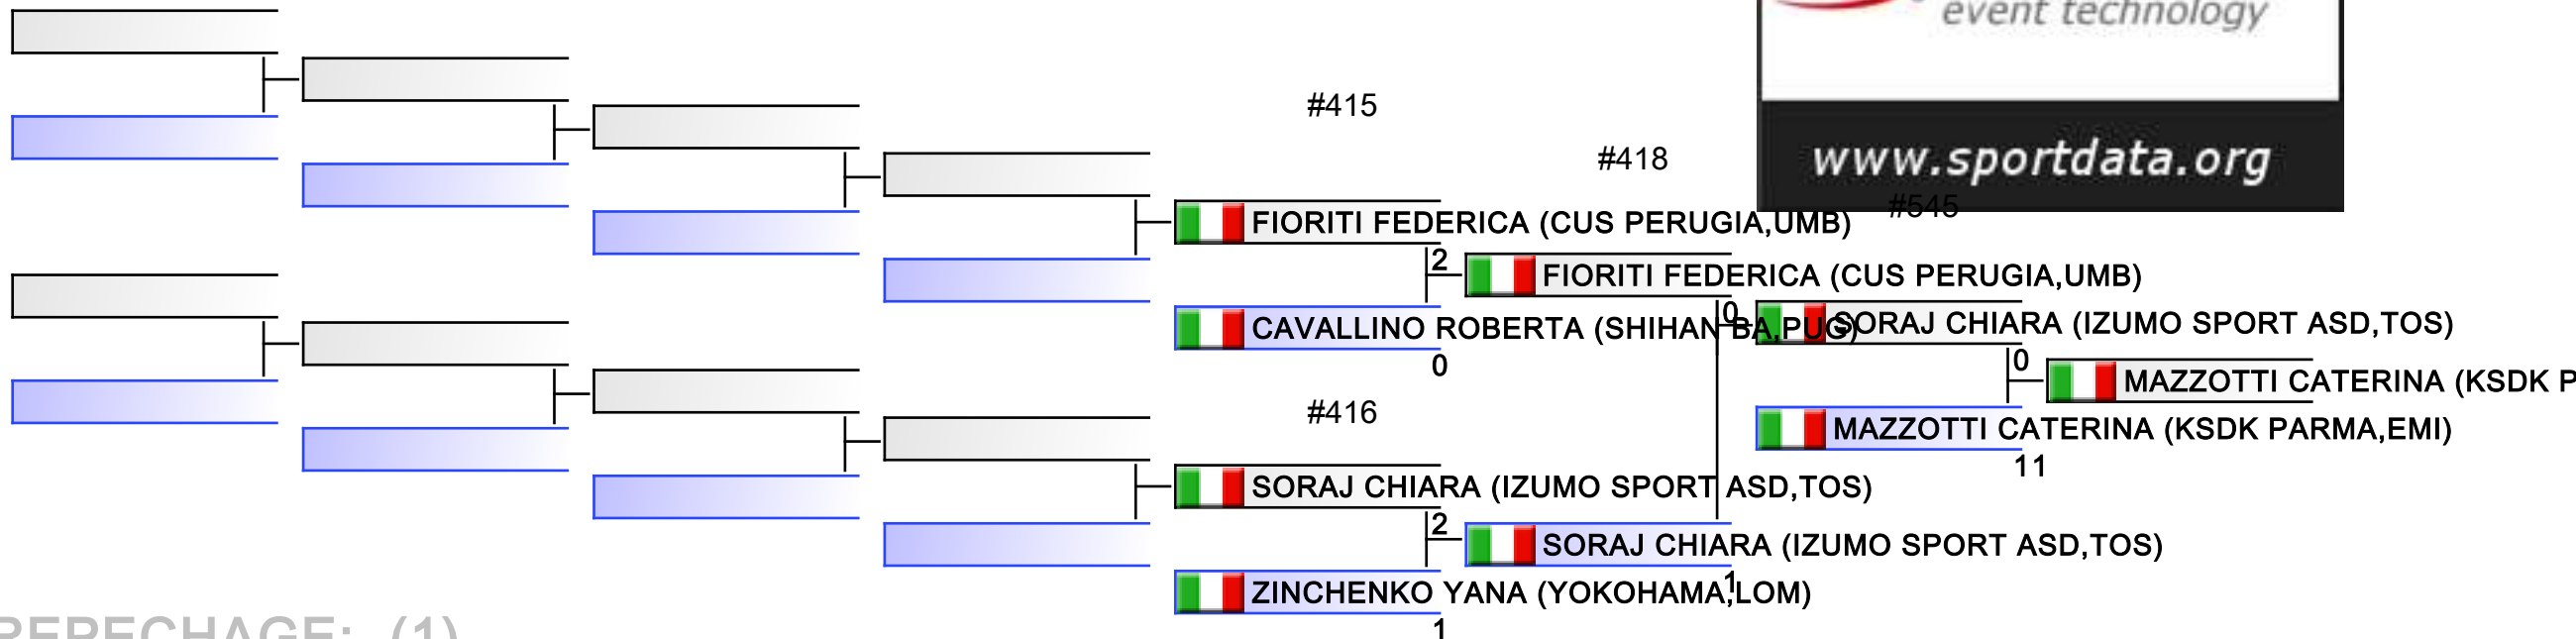 event technology
#415
#418
www.sportdata.org
#545
FIORITI FEDERICA (CUS PERUGIA,UMB)
2
FIORITI FEDERICA (CUS PERUGIA,UMB)
CAVALLINO ROBERTA (SHIHAN BA,PUG)
0
0
SORAJ CHIARA (IZUMO SPORT ASD,TOS)
0
MAZZOTTI CATERINA (KSDK P
MAZZOTTI CATERINA (KSDK PARMA,EMI)
11
#416
SORAJ CHIARA (IZUMO SPORT ASD,TOS)
2
SORAJ CHIARA (IZUMO SPORT ASD,TOS)
1
ZINCHENKO YANA (YOKOHAMA,LOM)
1
REPECHAGE: (1)